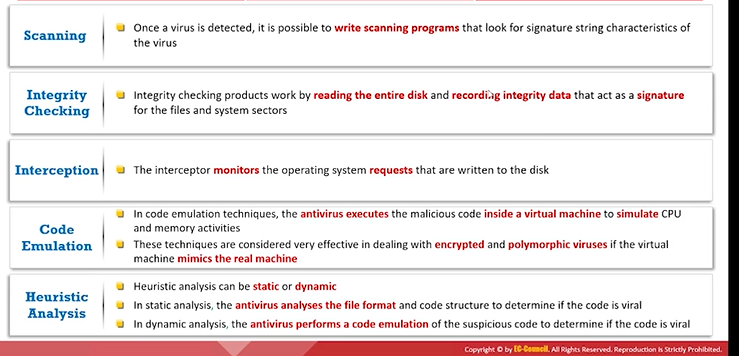 Scanning
Once a virus is detected, it is possible to write scanning programs that look for signature string characteristics of
the virus
Integrity
Checking
Integrity checking products work by reading the entire disk and recording integrity data that act as a signature
for the files and system sectors
Interception
The interceptor monitors the operating system requests that are written to the disk
Code
Emulation
In code emulation techniques, the antivirus executes the malicious code inside a virtual machine to simulate CPU
and memory activities
These techniques are considered very effective in dealing with encrypted and polymorphic viruses if the virtual
machine mimics the real machine
Heuristic
Analysis
Heuristic analysis can be static or dynamic
In static analysis, the antivirus analyses the file format and code structure to determine if the code is viral
In dynamic analysis, the antivirus performs a code emulation of the suspicious code to determine if the code is viral
Copyright © by EC-Council. All Rights Reserved. Reproduction is Strictly Prohibited.